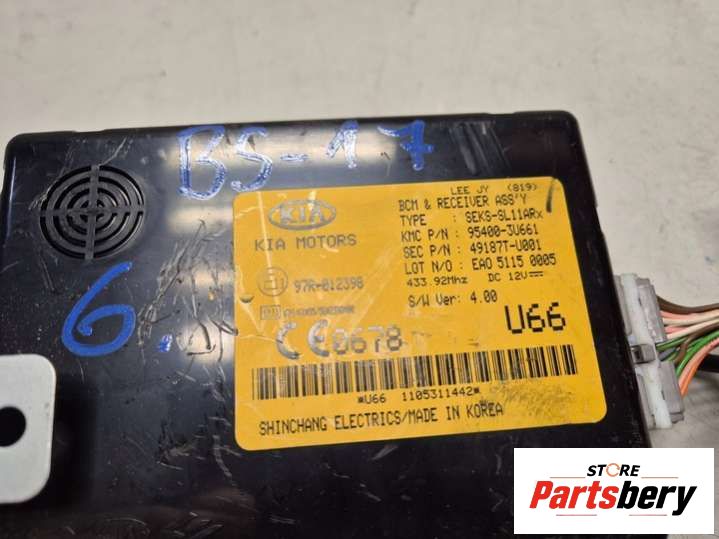 BS-17
6.
LEE JY (819)
KIA
KIA MOTORS
BCM & RECEIVER ASS'Y
TYPE : SEKS-SL11ARx
KMC P/N : 95400-3U661
SEC P/N : 49187T-U001
LGT N/O : EAO 5115 0005
433.92Mhz DC 12V
S/W Ver: 4.00
97R-012398
CE0678
U66
*U66 1105311442*
SHINCHANG ELECTRICS/MADE IN KOREA
STORE
Partsbery